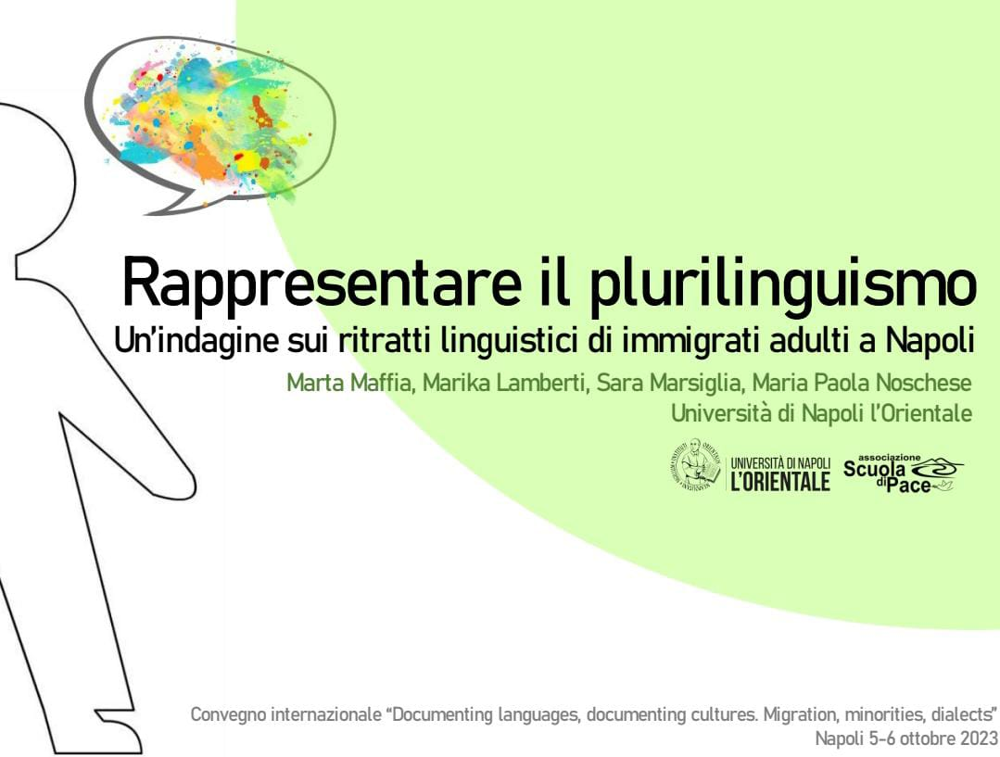 Rappresentare il plurilinguismo
Un’indagine sui ritratti linguistici di immigrati adulti a Napoli
Marta Maffia, Marika Lamberti, Sara Marsiglia, Maria Paola Noschese
Università di Napoli l’Orientale
UNIVERSITÀ DI NAPOLI
L’ORIENTALE
associazione
Scuola
di Pace
Convegno internazionale “Documenting languages, documenting cultures. Migration, minorities, dialects”
Napoli 5-6 ottobre 2023